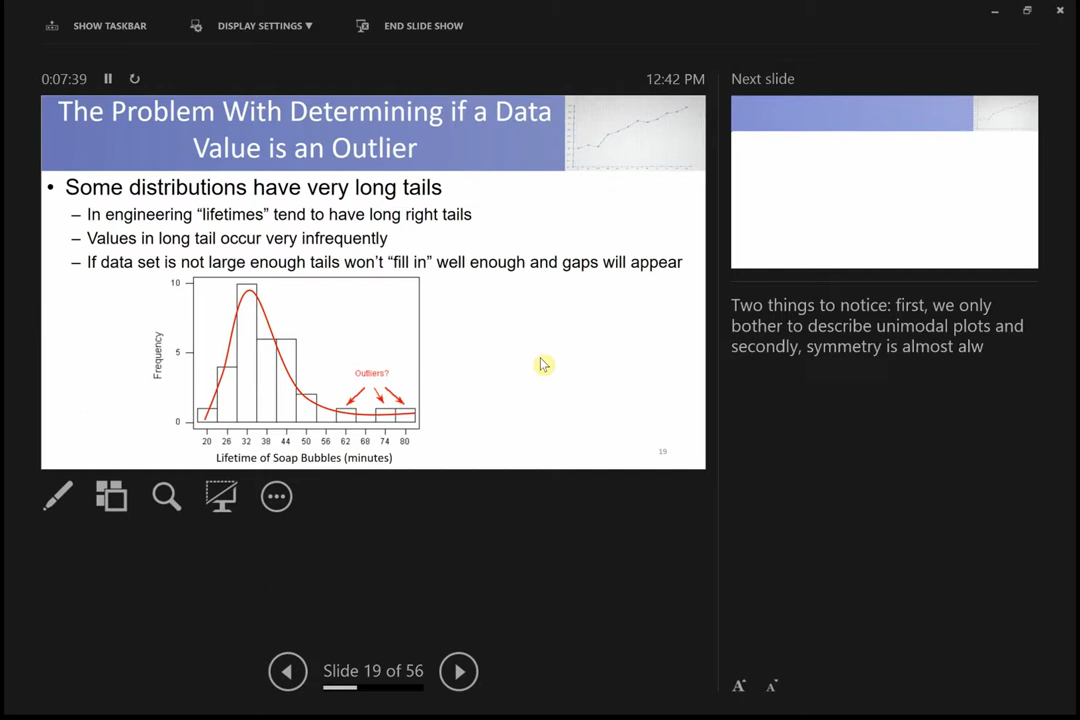 SHOW TASKBAR
DISPLAY SETTINGS ▼
END SLIDE SHOW
0:07:39
12:42 PM
Next slide
The Problem With Determining if a Data
Value is an Outlier
• Some distributions have very long tails
– In engineering “lifetimes” tend to have long right tails
– Values in long tail occur very infrequently
– If data set is not large enough tails won’t “fill in” well enough and gaps will appear
10
5
0
Frequency
Outliers?
20 26 32 38 44 50 56 62 68 74 80
Lifetime of Soap Bubbles (minutes)
19
Two things to notice: first, we only
bother to describe unimodal plots and
secondly, symmetry is almost alw
Slide 19 of 56
A A